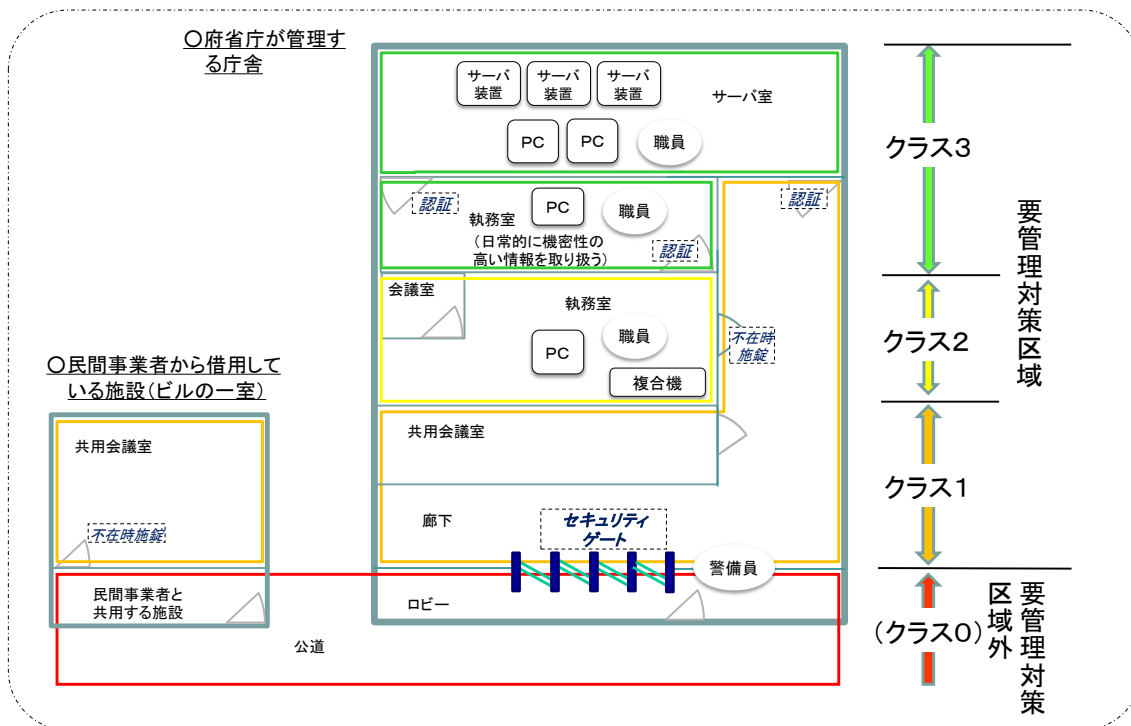 〇府省庁が管理す
る庁舎
サーバ
装置
サーバ
装置
サーバ
装置
サーバ室
PC
PC
職員
クラス3
認証
PC
職員
認証
執務室
(日常的に機密性の
高い情報を取り扱う)
認証
会議室
執務室
職員
不在時
施錠
PC
複合機
クラス2
要管理対策区域
〇民間事業者から借用して
いる施設(ビルの一室)
共用会議室
不在時施錠
民間事業者と
共用する施設
共用会議室
廊下
セキュリティ
ゲート
警備員
クラス1
ロビー
公道
(クラス0)
要管理対策
区域外